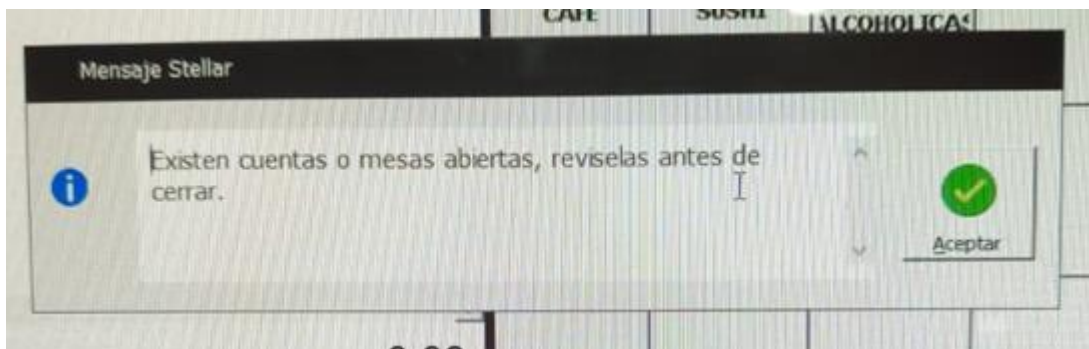 CAFE SUSHI ALCOHOLICAS
Mensaje Stellar
Existen cuentas o mesas abiertas, reviselas antes de
cerrar.
Aceptar